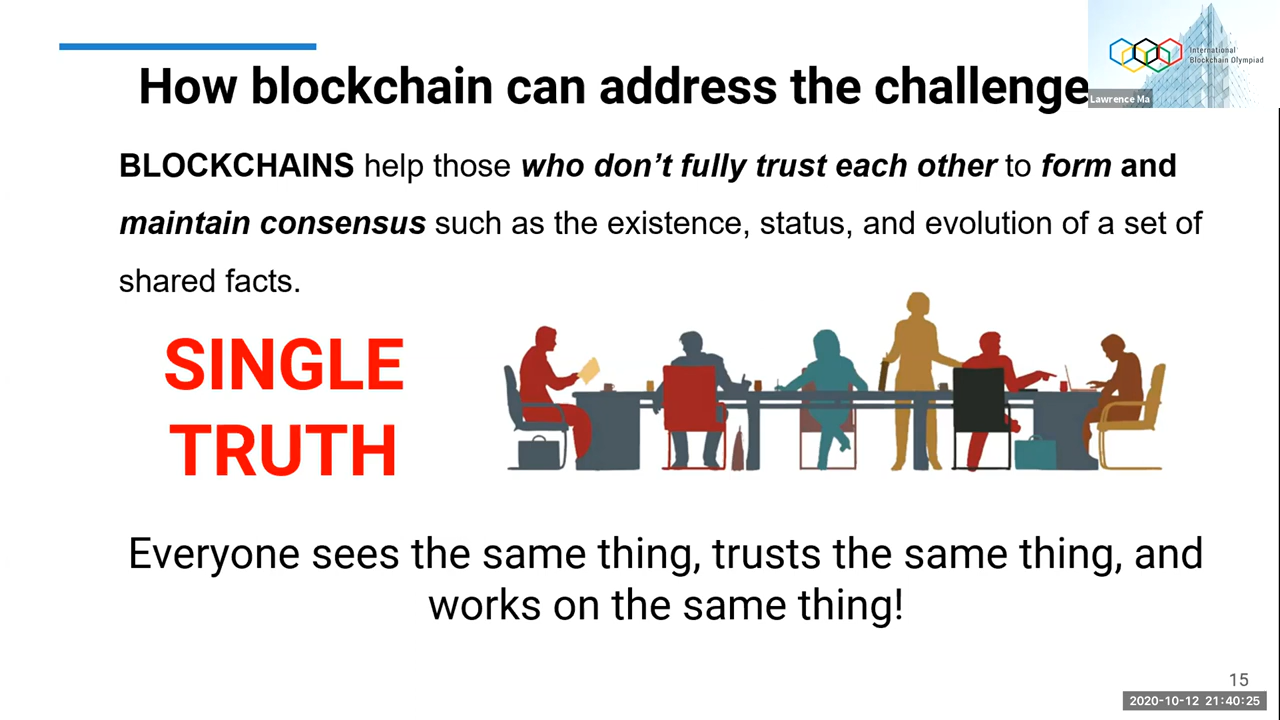 How blockchain can address the challenge
International
Blockchain Olympiad
Lawrence Ma
BLOCKCHAINS help those who don’t fully trust each other to form and
maintain consensus such as the existence, status, and evolution of a set of
shared facts.
SINGLE
TRUTH
Everyone sees the same thing, trusts the same thing, and
works on the same thing!
15
2020-10-12 21:40:25